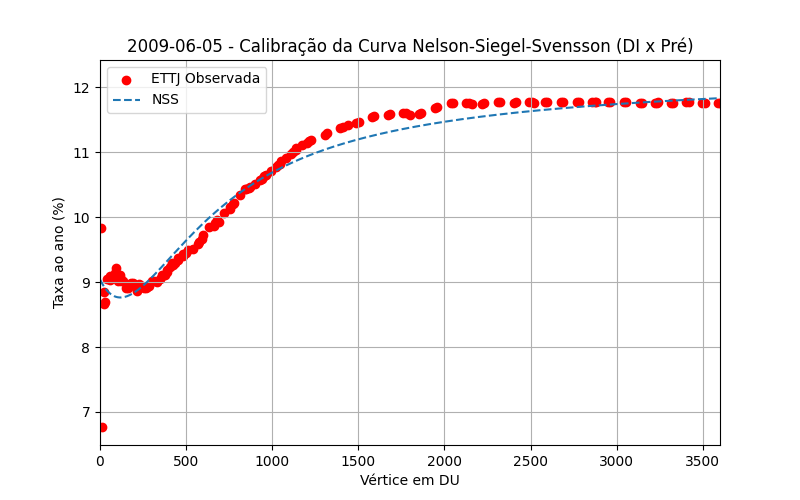 2009-06-05 - Calibração da Curva Nelson-Siegel-Svensson (DI x Pré)
ETTJ Observada
NSS
Taxa ao ano (%)
12
11
10
9
8
7
0 500 1000 1500 2000 2500 3000 3500
Vértice em DU